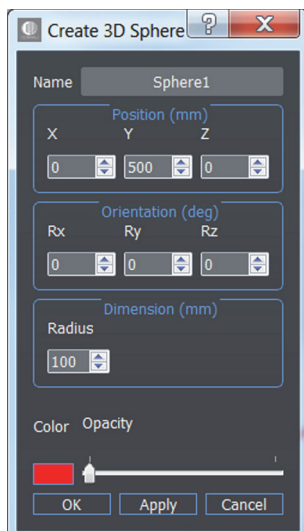 Create 3D Sphere ?
Name Sphere1
Position (mm)
X Y Z
0 500 0
Orientation (deg)
Rx Ry Rz
0 0 0
Dimension (mm)
Radius
100
Color Opacity
OK Apply Cancel